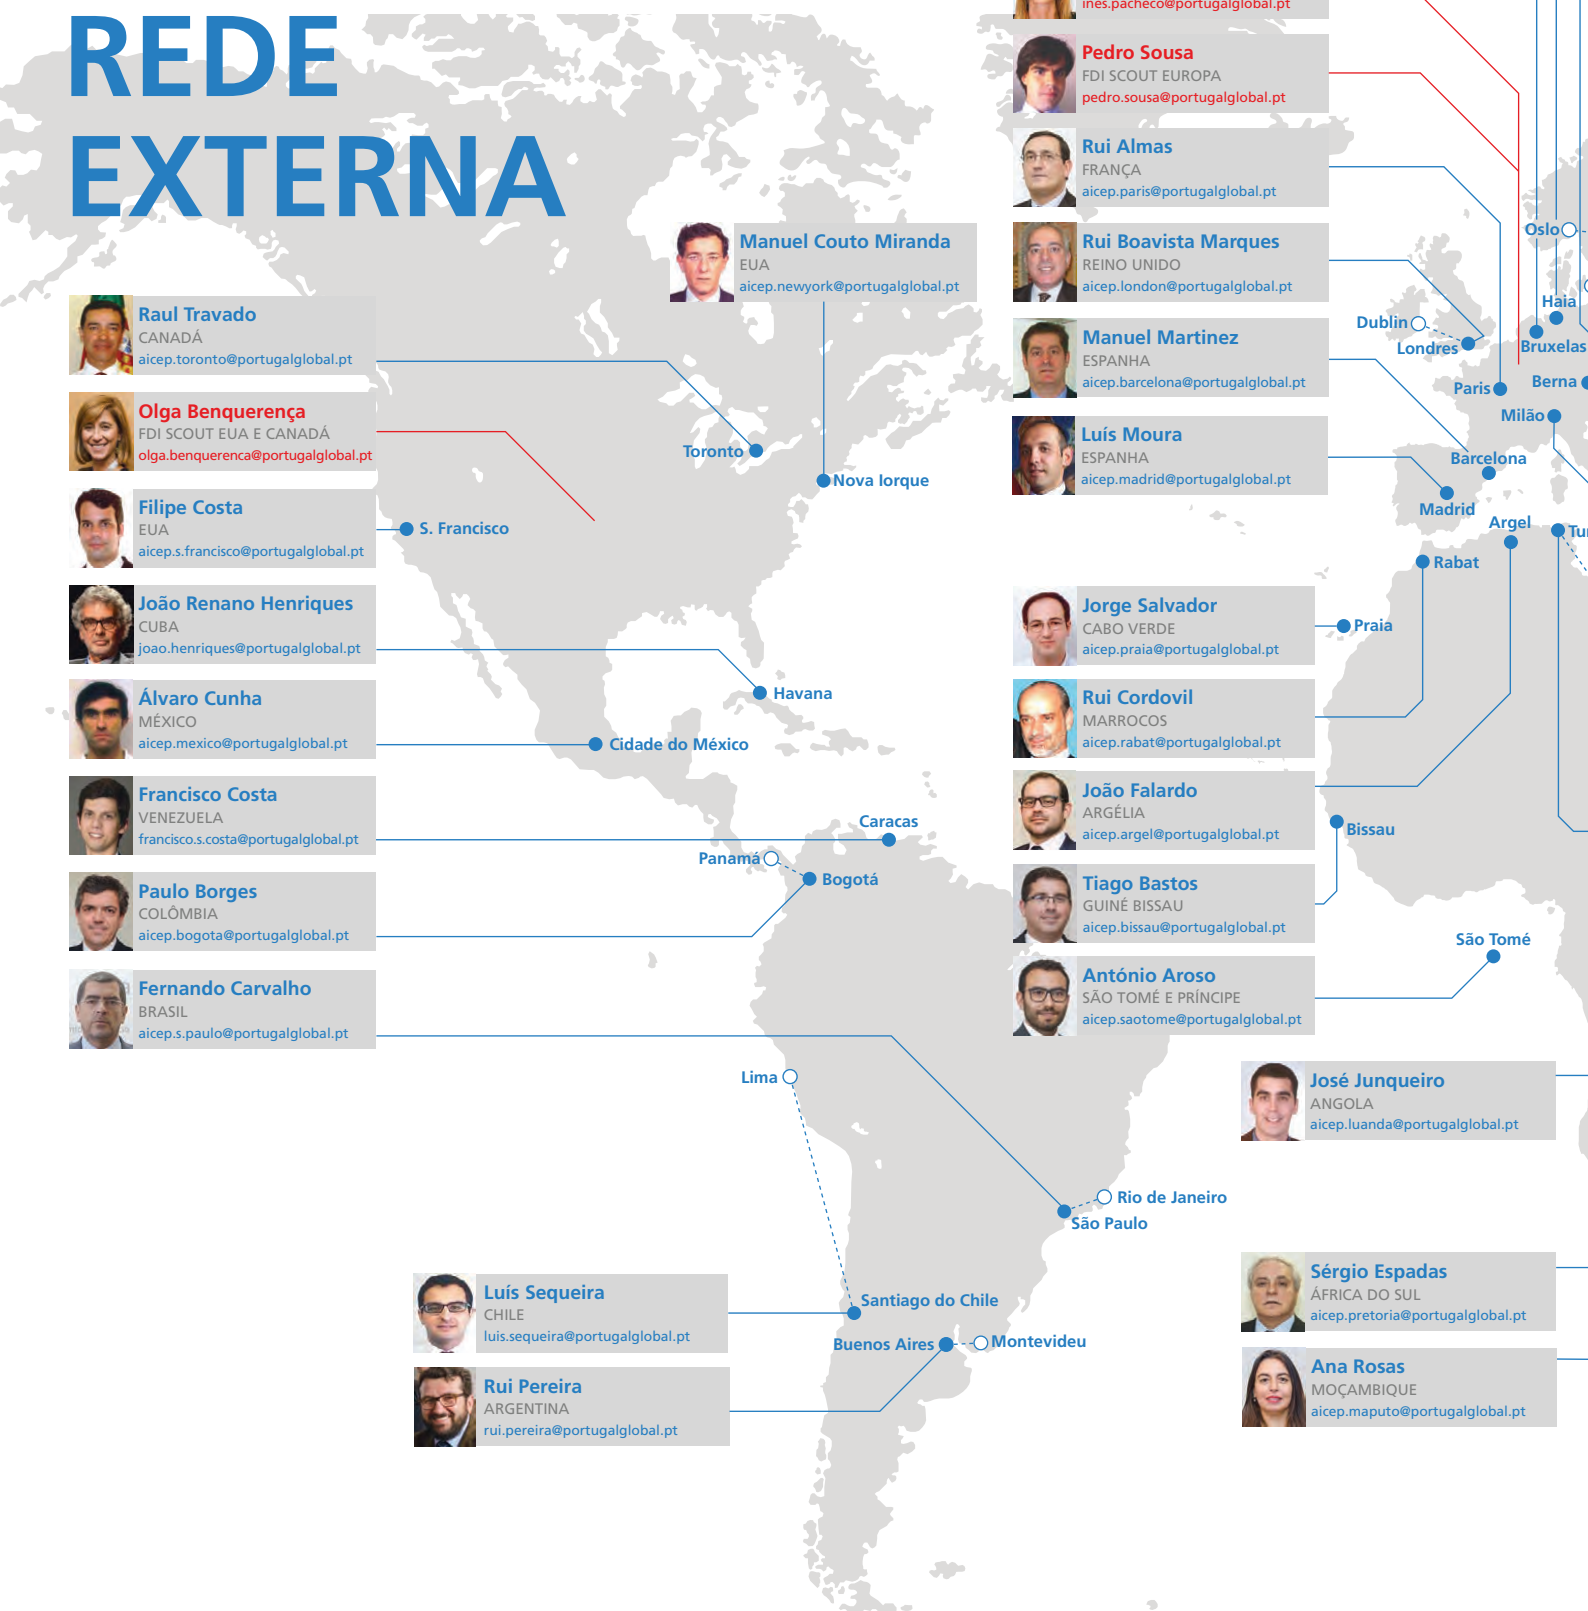 REDE
EXTERNA
Raul Travado
CANADÁ
aicep.toronto@portugalglobal.pt
Olga Benquerença
FDI SCOUT EUA E CANADÁ
olga.benquerenca@portugalglobal.pt
Filipe Costa
EUA
aicep.s.francisco@portugalglobal.pt
João Renano Henriques
CUBA
joao.henriques@portugalglobal.pt
Álvaro Cunha
MÉXICO
aicep.mexico@portugalglobal.pt
Francisco Costa
VENEZUELA
francisco.s.costa@portugalglobal.pt
Paulo Borges
COLÔMBIA
aicep.bogota@portugalglobal.pt
Fernando Carvalho
BRASIL
aicep.s.paulo@portugalglobal.pt
Luís Sequeira
CHILE
luis.sequeira@portugalglobal.pt
Rui Pereira
ARGENTINA
rui.pereira@portugalglobal.pt
Manuel Couto Miranda
EUA
aicep.newyork@portugalglobal.pt
Toronto
Nova Iorque
S. Francisco
Havana
Cidade do México
Caracas
Panamá
Bogotá
Lima
Rio de Janeiro
São Paulo
Santiago do Chile
Buenos Aires
Montevideu
ines.pacheco@portugalglobal.pt
Pedro Sousa
FDI SCOUT EUROPA
pedro.sousa@portugalglobal.pt
Rui Almas
FRANÇA
aicep.paris@portugalglobal.pt
Rui Boavista Marques
REINO UNIDO
aicep.london@portugalglobal.pt
Manuel Martinez
ESPANHA
aicep.barcelona@portugalglobal.pt
Luís Moura
ESPANHA
aicep.madrid@portugalglobal.pt
Jorge Salvador
CABO VERDE
aicep.praia@portugalglobal.pt
Rui Cordovil
MARROCOS
aicep.rabat@portugalglobal.pt
João Falardo
ARGÉLIA
aicep.argel@portugalglobal.pt
Tiago Bastos
GUINÉ BISSAU
aicep.bissau@portugalglobal.pt
António Aroso
SÃO TOMÉ E PRÍNCIPE
aicep.saotome@portugalglobal.pt
José Junqueiro
ANGOLA
aicep.luanda@portugalglobal.pt
Sérgio Espadas
ÁFRICA DO SUL
aicep.pretoria@portugalglobal.pt
Ana Rosas
MOÇAMBIQUE
aicep.maputo@portugalglobal.pt
Oslo
Haia
Dublin
Londres
Bruxelas
Paris
Berna
Milão
Barcelona
Madrid
Argel
Tu
Rabat
Praia
Bissau
São Tomé